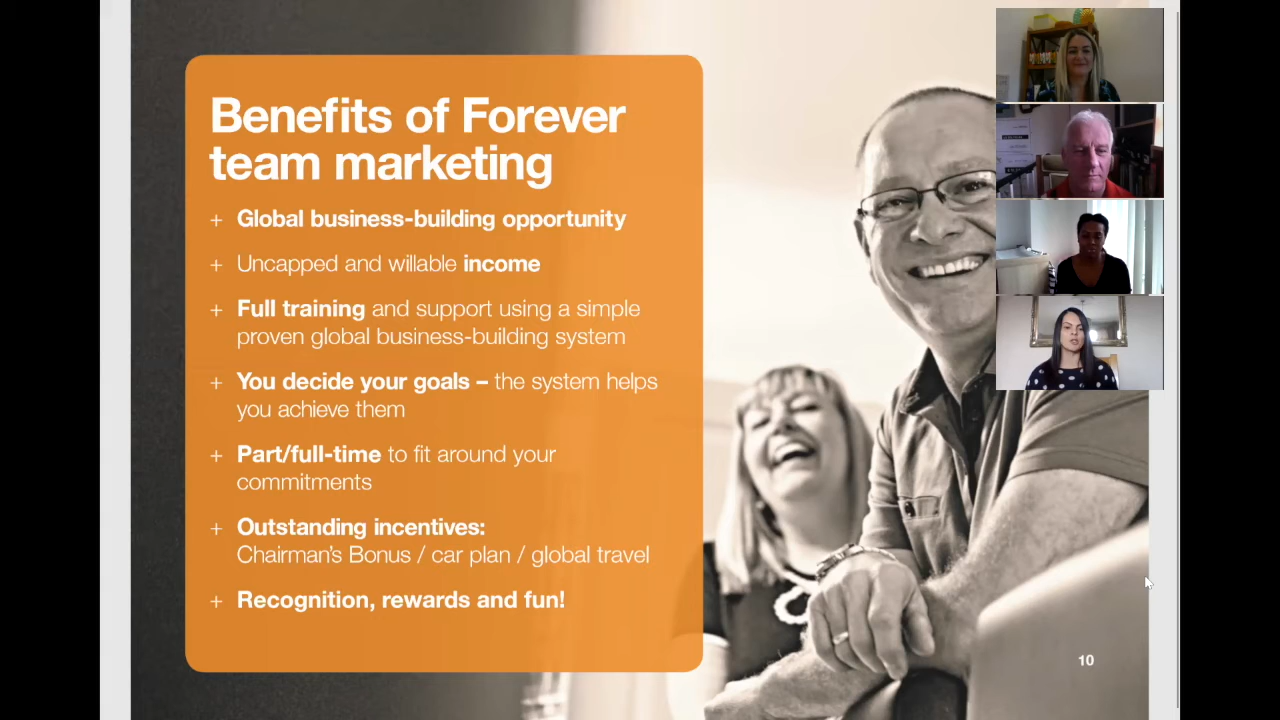 Benefits of Forever
team marketing
+ Global business-building opportunity
+ Uncapped and willable income
+ Full training and support using a simple
proven global business-building system
+ You decide your goals – the system helps
you achieve them
+ Part/full-time to fit around your
commitments
+ Outstanding incentives:
Chairman's Bonus / car plan / global travel
+ Recognition, rewards and fun!
10